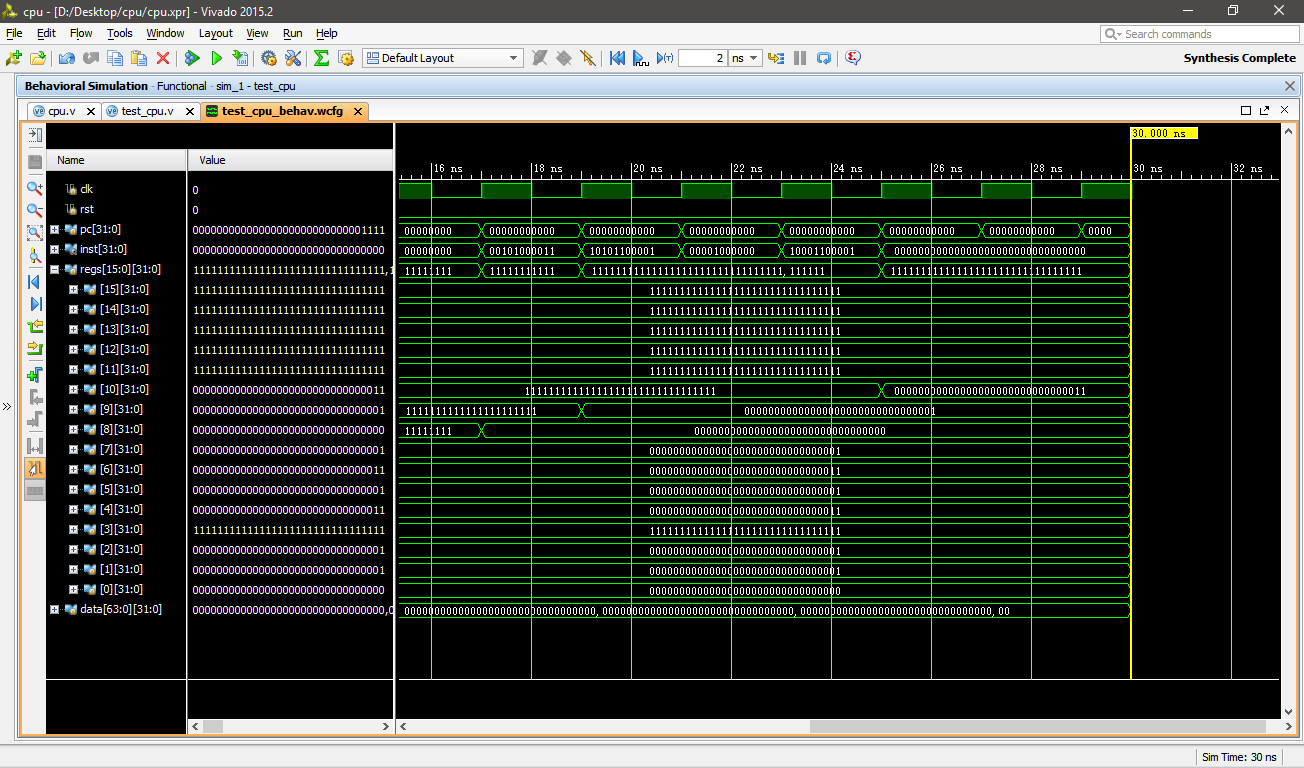 cpu - [D:/Desktop/cpu/cpu.xpr] - Vivado 2015.2
File Edit Flow Tools Window Layout View Run Help
Search commands
Default Layout 2 ns Synthesis Complete
Behavioral Simulation - Functional - sim_1 - test_cpu
cpu.v test_cpu.v test_cpu_behav.wcfg
30.000 ns
Name Value 16 ns 18 ns 20 ns 22 ns 24 ns 26 ns 28 ns 30 ns 32 ns
clk 0
rst 0
pc[31:0] 00000000000000000000000000001111 00000000 00000000000 00000000000 00000000000 00000000000 00000000000 00000000000 0000
inst[31:0] 00000000000000000000000000000000 00000000 00101000011 10101100001 00001000000 10001100001 00000000000000000000000000000000
regs[15:0][31:0] 11111111111111111111111111111111,1 11111111 11111111111 11111111111111111111111111111111, 111111 11111111111111111111111111111111
[15][31:0] 11111111111111111111111111111111 11111111111111111111111111111111
[14][31:0] 11111111111111111111111111111111 11111111111111111111111111111111
[13][31:0] 11111111111111111111111111111111 11111111111111111111111111111111
[12][31:0] 11111111111111111111111111111111 11111111111111111111111111111111
[11][31:0] 11111111111111111111111111111111 11111111111111111111111111111111
[10][31:0] 00000000000000000000000000000011 11111111111111111111111111111111 00000000000000000000000000000011
[9][31:0] 00000000000000000000000000000001 1111111111111111111111 00000000000000000000000000000001
[8][31:0] 00000000000000000000000000000000 11111111 00000000000000000000000000000000
[7][31:0] 00000000000000000000000000000001 00000000000000000000000000000001
[6][31:0] 00000000000000000000000000000011 00000000000000000000000000000011
[5][31:0] 00000000000000000000000000000001 00000000000000000000000000000001
[4][31:0] 00000000000000000000000000000011 00000000000000000000000000000011
[3][31:0] 11111111111111111111111111111111 11111111111111111111111111111111
[2][31:0] 00000000000000000000000000000001 00000000000000000000000000000001
[1][31:0] 00000000000000000000000000000001 00000000000000000000000000000001
[0][31:0] 00000000000000000000000000000000 00000000000000000000000000000000
data[63:0][31:0] 00000000000000000000000000000000,0 00000000000000000000000000000000, 00000000000000000000000000000000, 00000000000000000000000000000000, 00
Sim Time: 30 ns